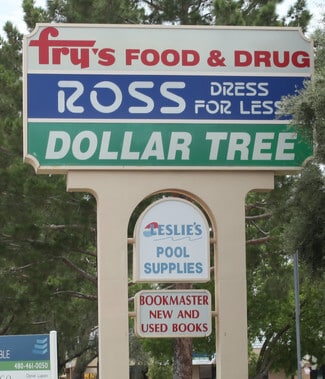 fry's FOOD & DRUG
ROSS DRESS
FOR LESS
DOLLAR TREE
LESLIE'S
POOL
SUPPLIES
BOOKMASTER
NEW AND
USED BOOKS
BLE
480-461-0050